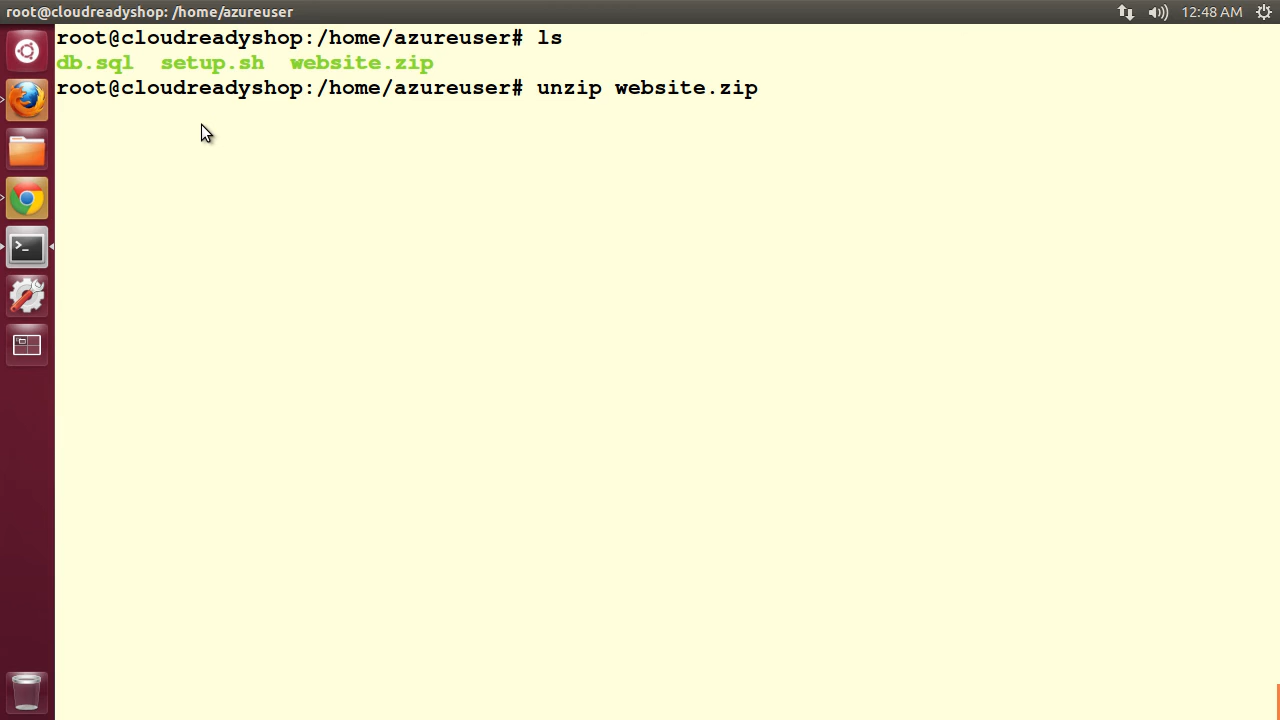 root@cloudreadyshop: /home/azureuser
12:48 AM
root@cloudreadyshop:/home/azureuser# ls
db.sql  setup.sh  website.zip
root@cloudreadyshop:/home/azureuser# unzip website.zip
>_